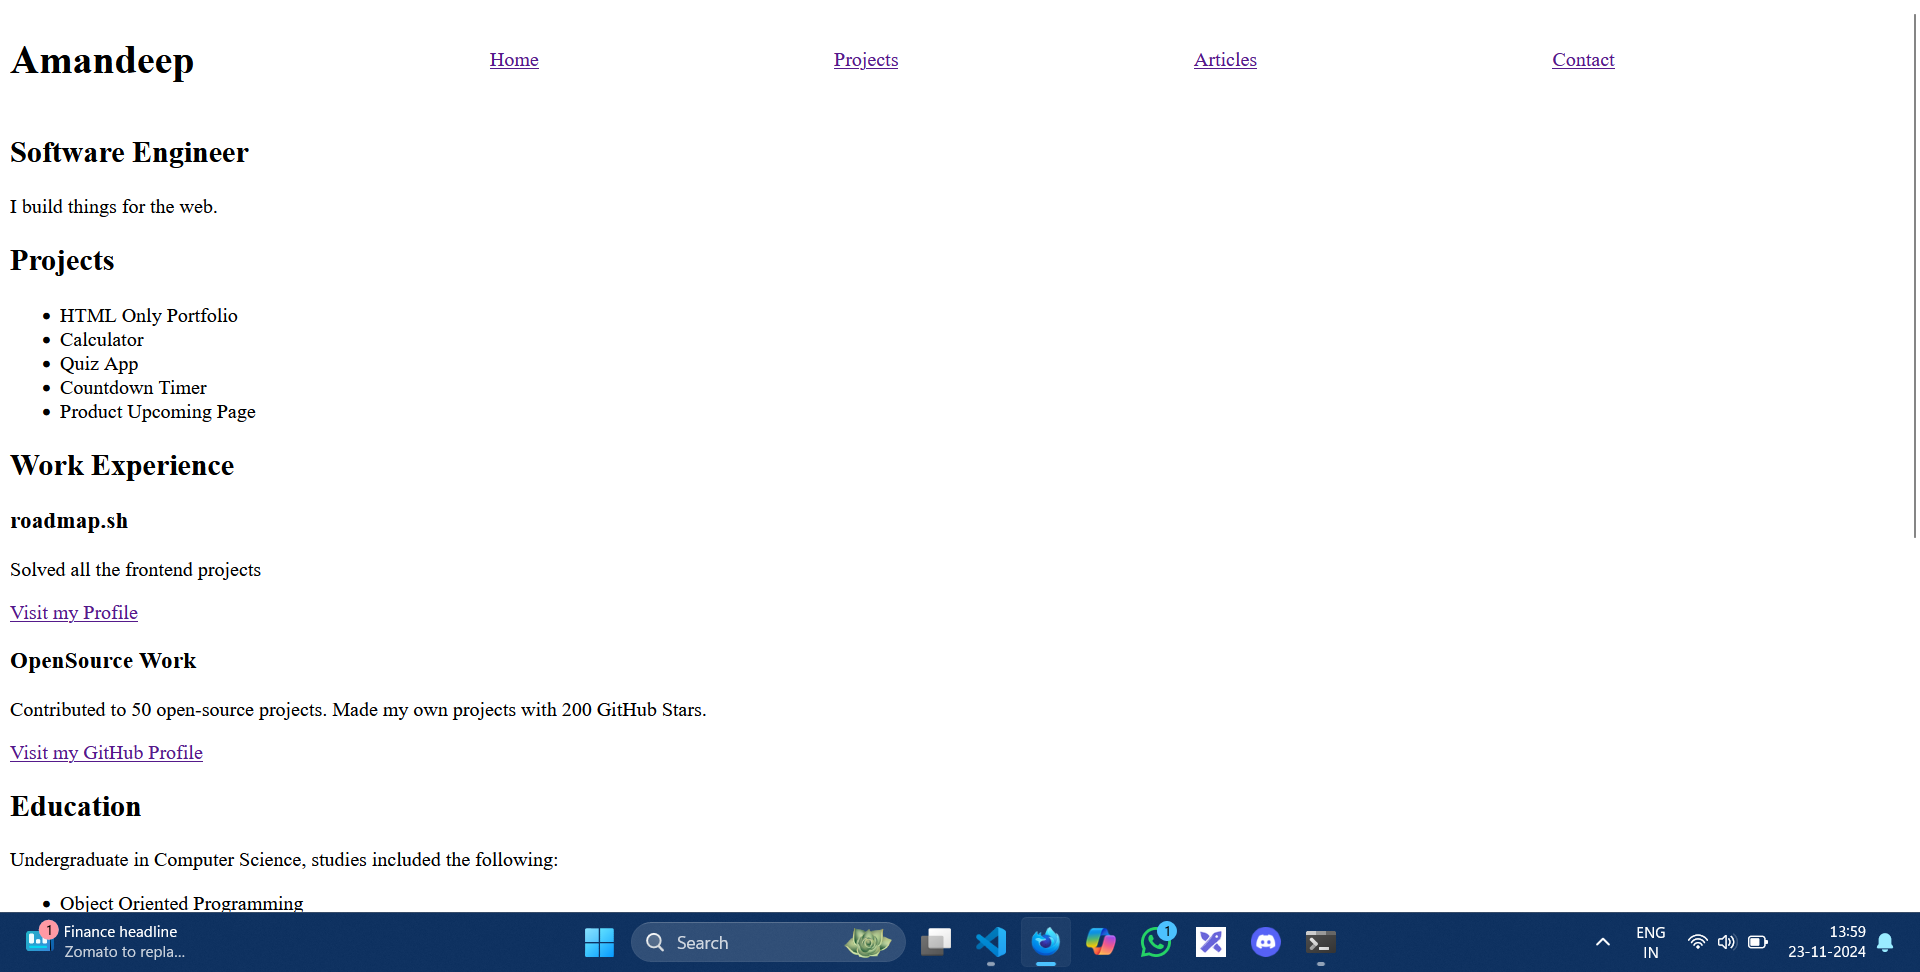 Amandeep Home Projects Articles Contact
Software Engineer
I build things for the web.
Projects
HTML Only Portfolio
Calculator
Quiz App
Countdown Timer
Product Upcoming Page
Work Experience
roadmap.sh
Solved all the frontend projects
Visit my Profile
OpenSource Work
Contributed to 50 open-source projects. Made my own projects with 200 GitHub Stars.
Visit my GitHub Profile
Education
Undergraduate in Computer Science, studies included the following:
Object Oriented Programming
1
Finance headline
Zomato to repla...
Search
1
ENG
IN
13:59
23-11-2024